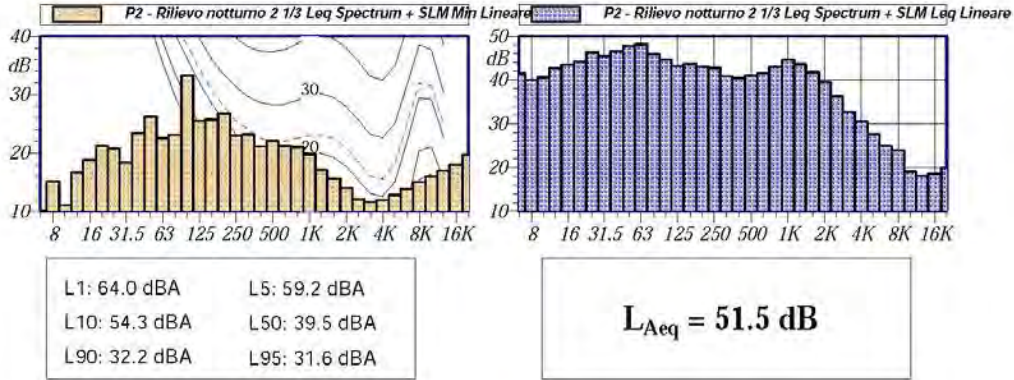 P2 - Rilievo notturno 2 1/3 Leq Spectrum + SLM Min Lineare
40
dB
30
20
10
30
20
8 16 31.5 63 125 250 500 1K 2K 4K 8K 16K
P2 - Rilievo notturno 2 1/3 Leq Spectrum + SLM Leq Lineare
50
dB
40
30
20
10
8 16 31.5 63 125 250 500 1K 2K 4K 8K 16K
L1: 64.0 dBA L5: 59.2 dBA
L10: 54.3 dBA L50: 39.5 dBA
L90: 32.2 dBA L95: 31.6 dBA
LAeq = 51.5 dB